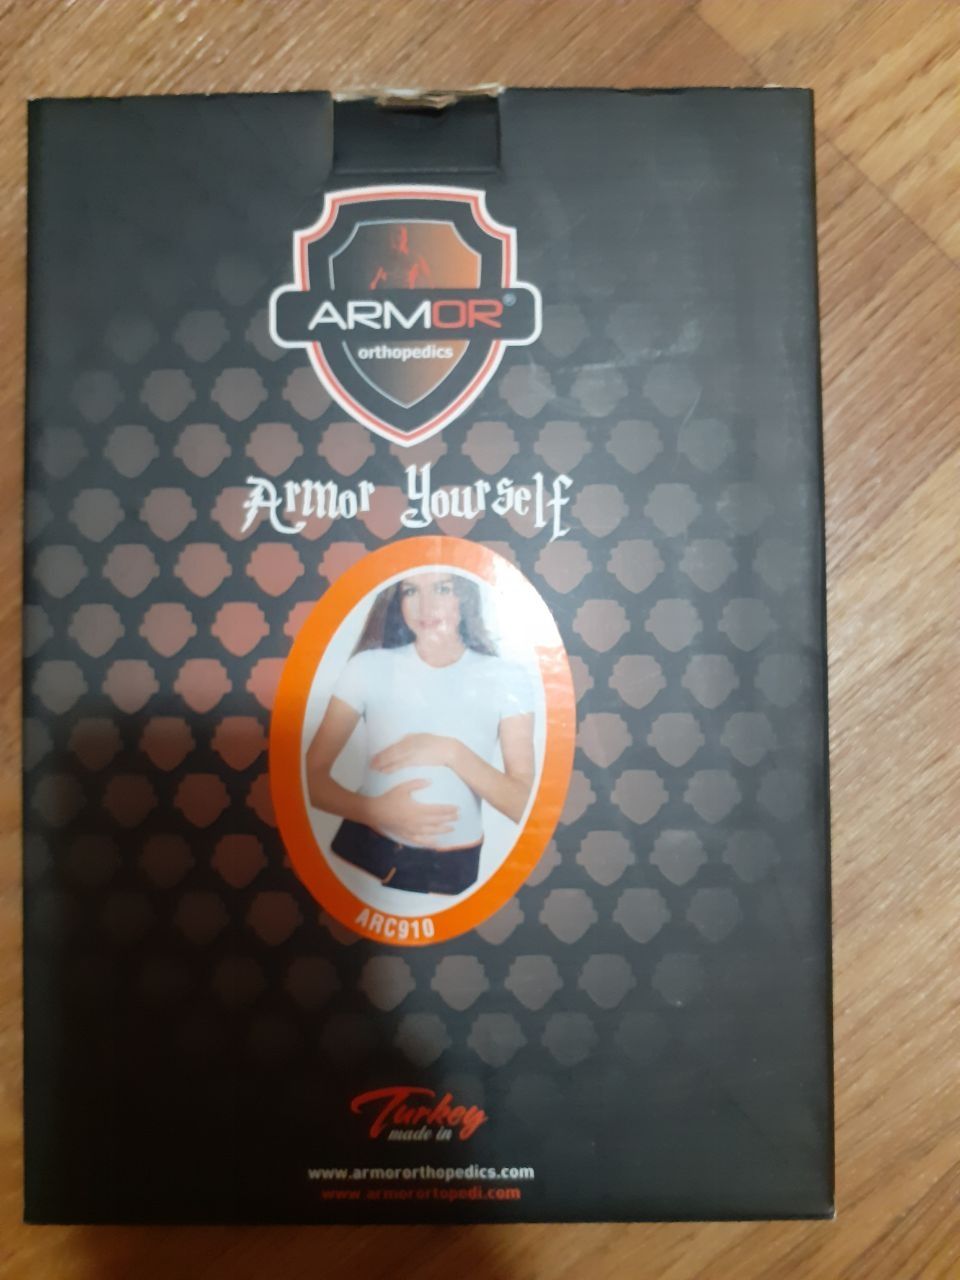 ARMOR®
orthopedics
Armor Yourself
ARC910
Turkey
made in
www.armororthopedics.com
www.armorortopedi.com